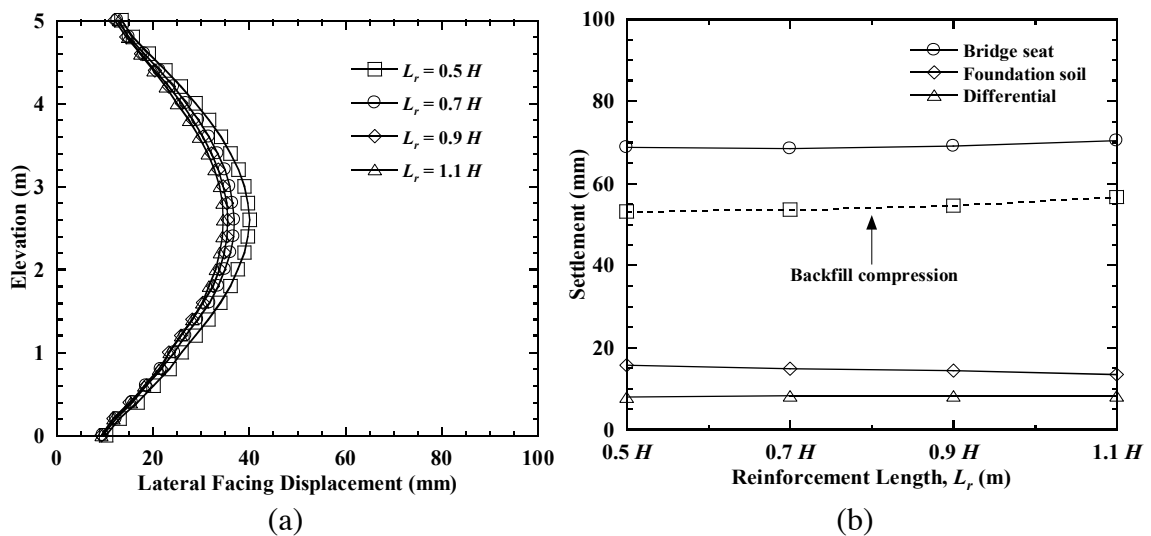 5
4
3
2
1
0
Elevation (m)
L_r = 0.5 H
L_r = 0.7 H
L_r = 0.9 H
L_r = 1.1 H
0 20 40 60 80 100
Lateral Facing Displacement (mm)
(a)
100
80
60
40
20
0
Settlement (mm)
Bridge seat
Foundation soil
Differential
Backfill compression
0.5 H 0.7 H 0.9 H 1.1 H
Reinforcement Length, L_r (m)
(b)